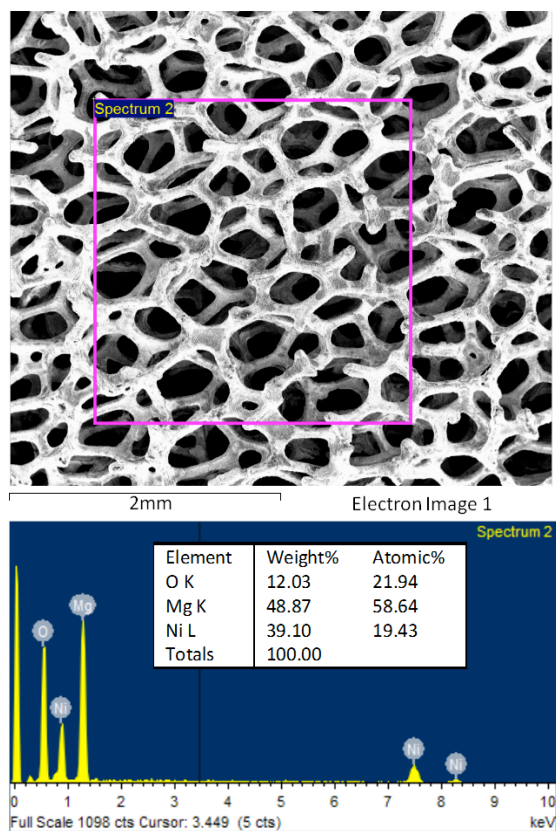 Spectrum 2
2mm
Electron Image 1
Spectrum 2
Element Weight% Atomic%
O K 12.03 21.94
Mg K 48.87 58.64
Ni L 39.10 19.43
Totals 100.00
Mg
O
Ni
Ni
Ni
0 1 2 3 4 5 6 7 8 9 10
Full Scale 1098 cts Cursor: 3.449 (5 cts) keV